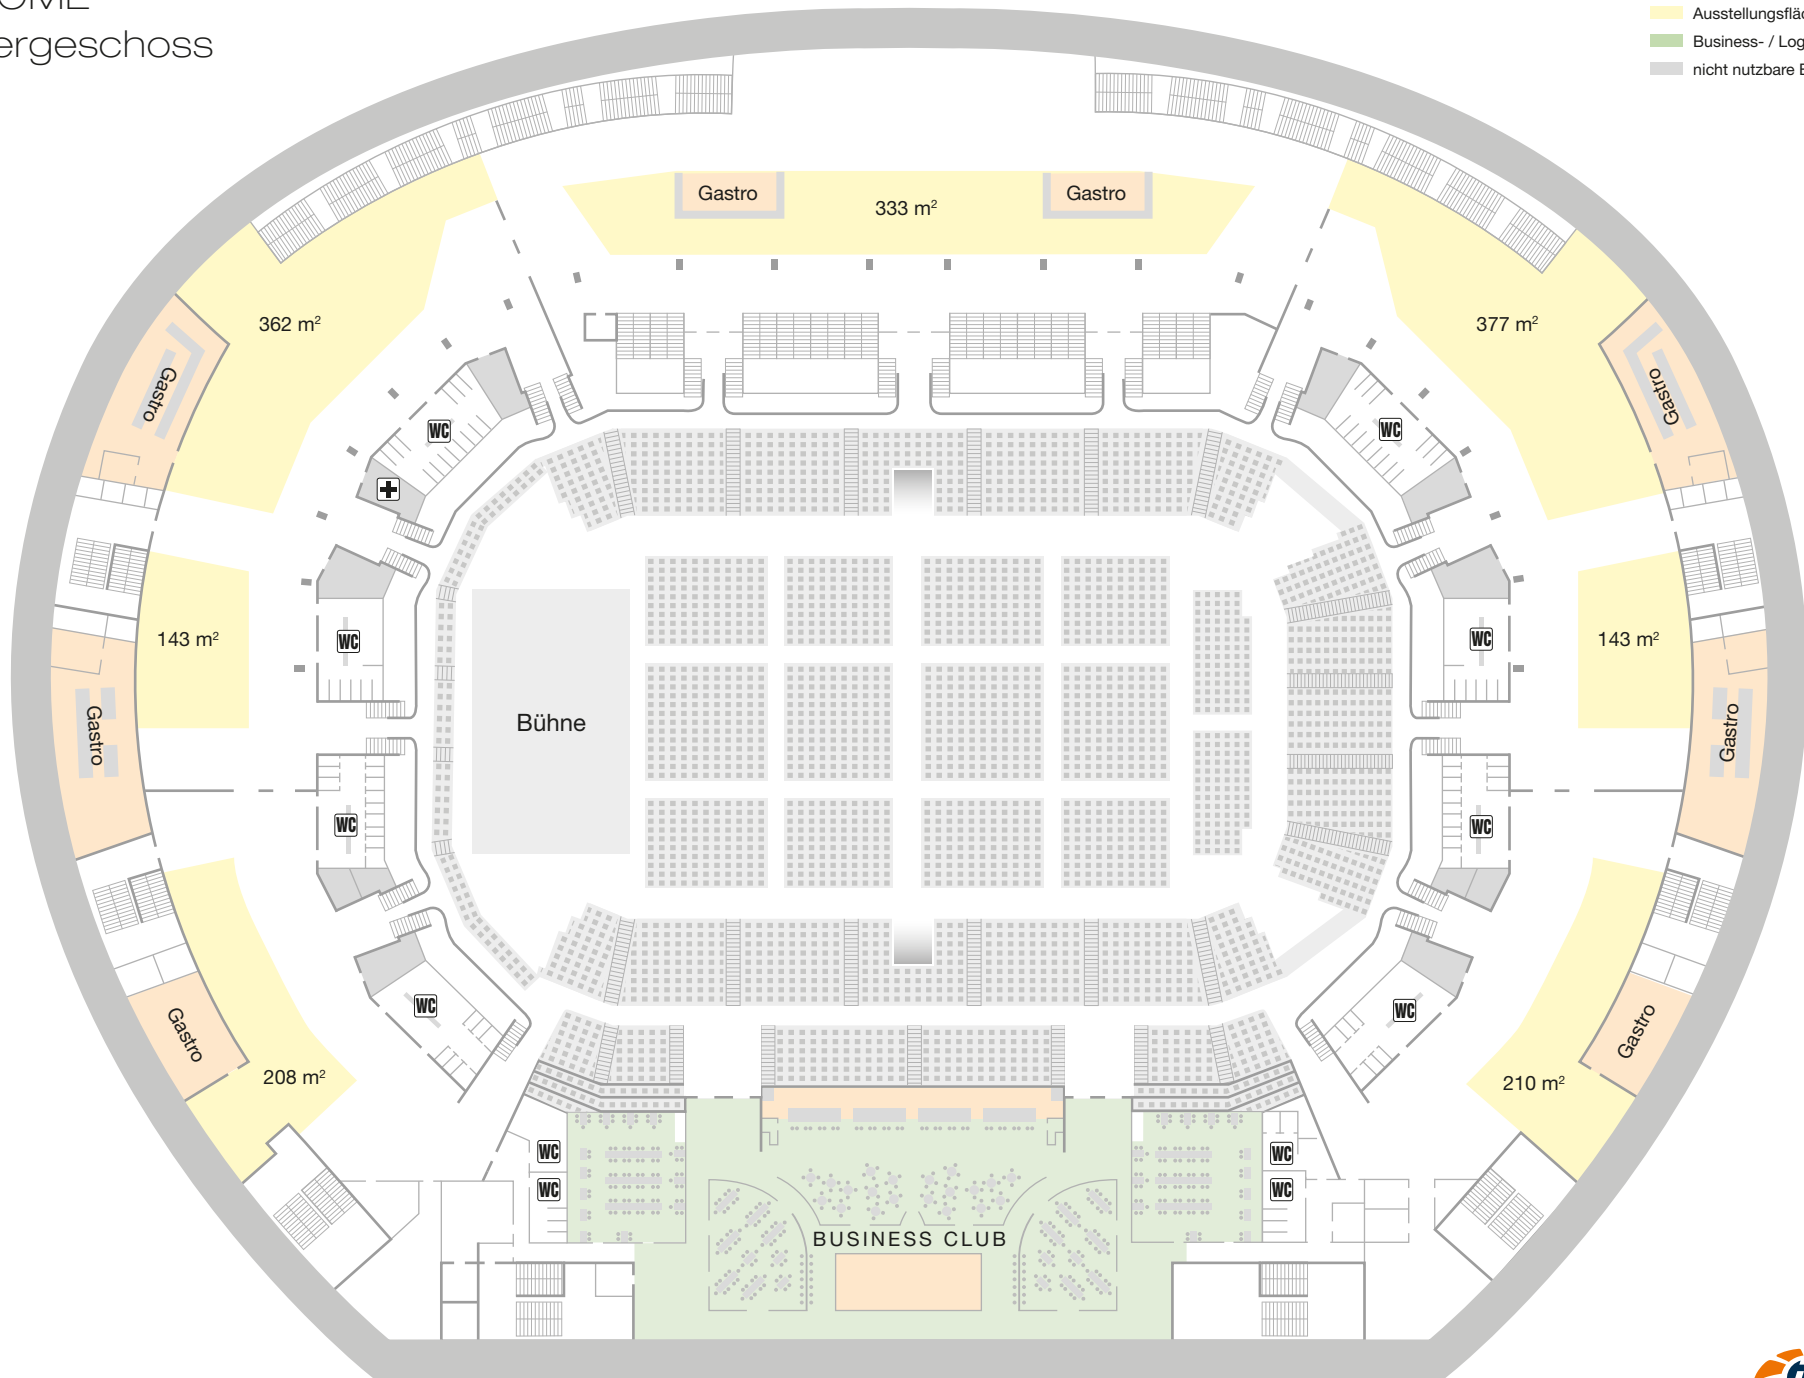 Ausstellungsfläc
ergeschoss
Business- / Log
nicht nutzbare B
Gastro
Gastro
333 m²
362 m²
377 m²
Gastro
Gastro
WC
WC
143 m²
WC
WC
143 m²
Gastro
Bühne
Gastro
WC
WC
WC
WC
Gastro
Gastro
208 m²
210 m²
WC
WC
WC
WC
BUSINESS CLUB